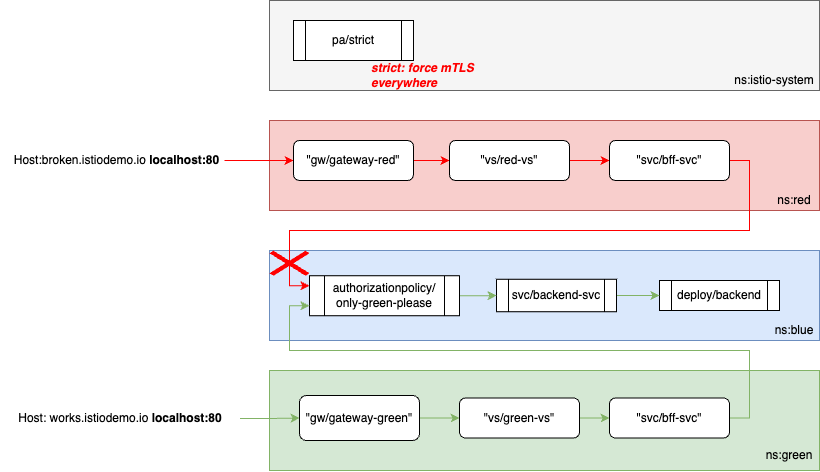 pa/strict
strict: force mTLS
everywhere
ns:istio-system
Host:broken.istiodemo.io localhost:80
"gw/gateway-red"
"vs/red-vs"
"svc/bff-svc"
ns:red
authorizationpolicy/
only-green-please
svc/backend-svc
deploy/backend
ns:blue
Host: works.istiodemo.io localhost:80
"gw/gateway-green"
"vs/green-vs"
"svc/bff-svc"
ns:green